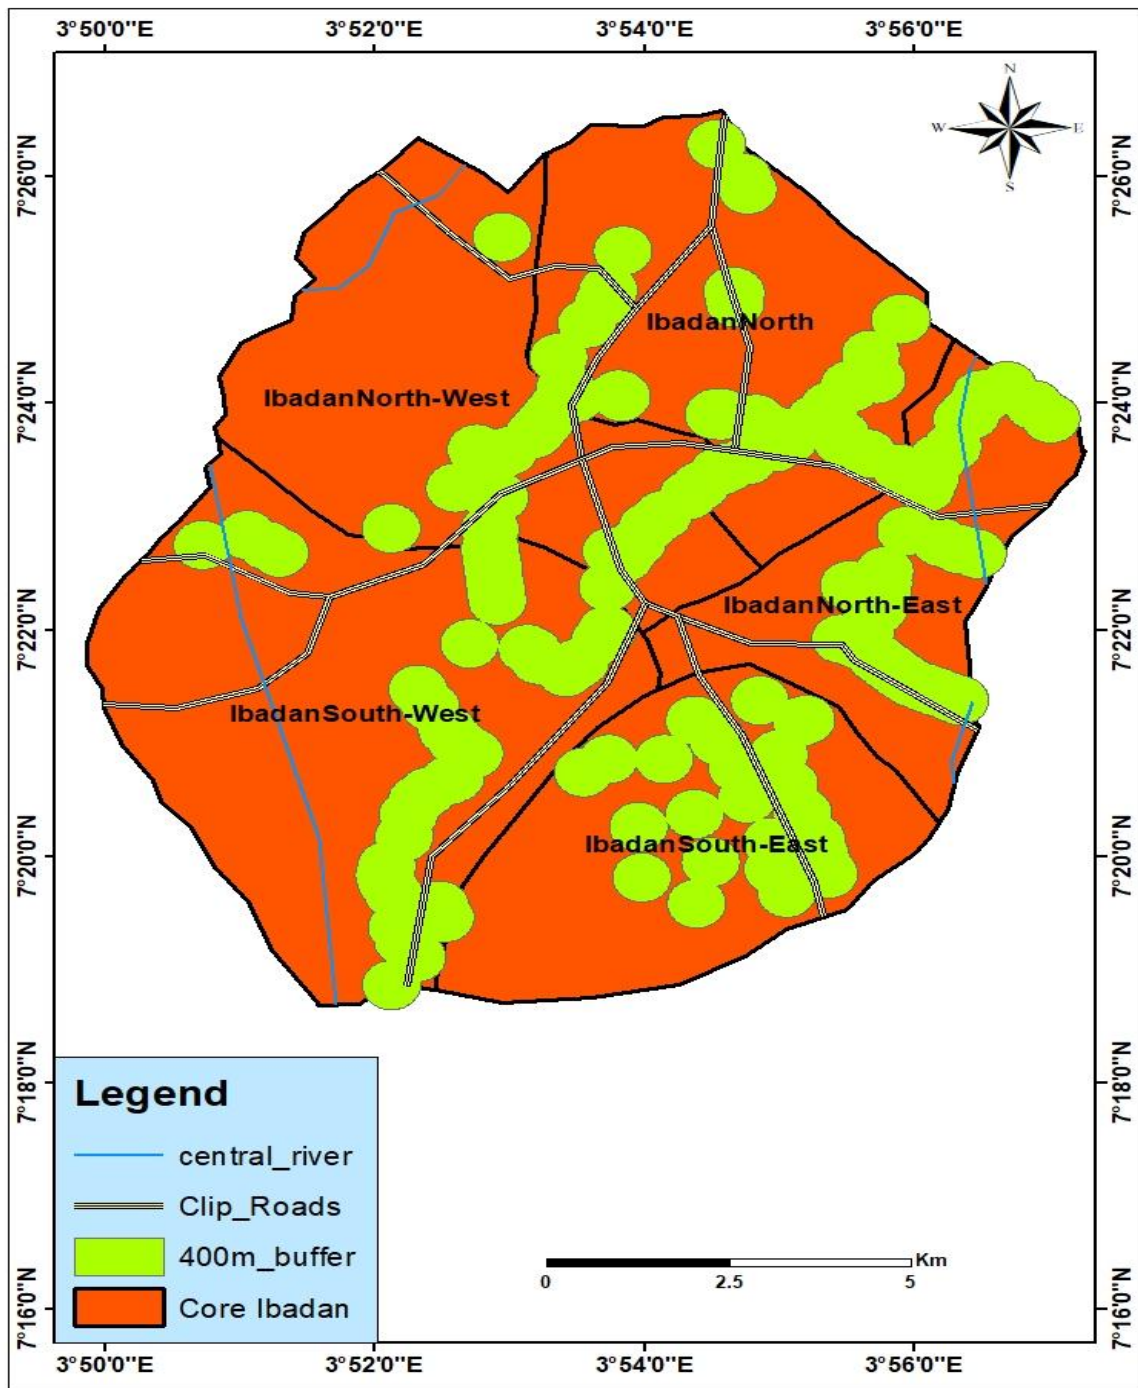 3°50'0"E 3°52'0"E 3°54'0"E 3°56'0"E
N
W E
S
7°26'0"N 7°26'0"N
IbadanNorth
7°24'0"N 7°24'0"N
IbadanNorth-West
7°22'0"N 7°22'0"N
IbadanNorth-East
IbadanSouth-West
7°20'0"N 7°20'0"N
IbadanSouth-East
7°18'0"N 7°18'0"N
Legend
central_river
Clip_Roads
400m_buffer
Core Ibadan
Km
0 2.5 5
7°16'0"N 7°16'0"N
3°50'0"E 3°52'0"E 3°54'0"E 3°56'0"E